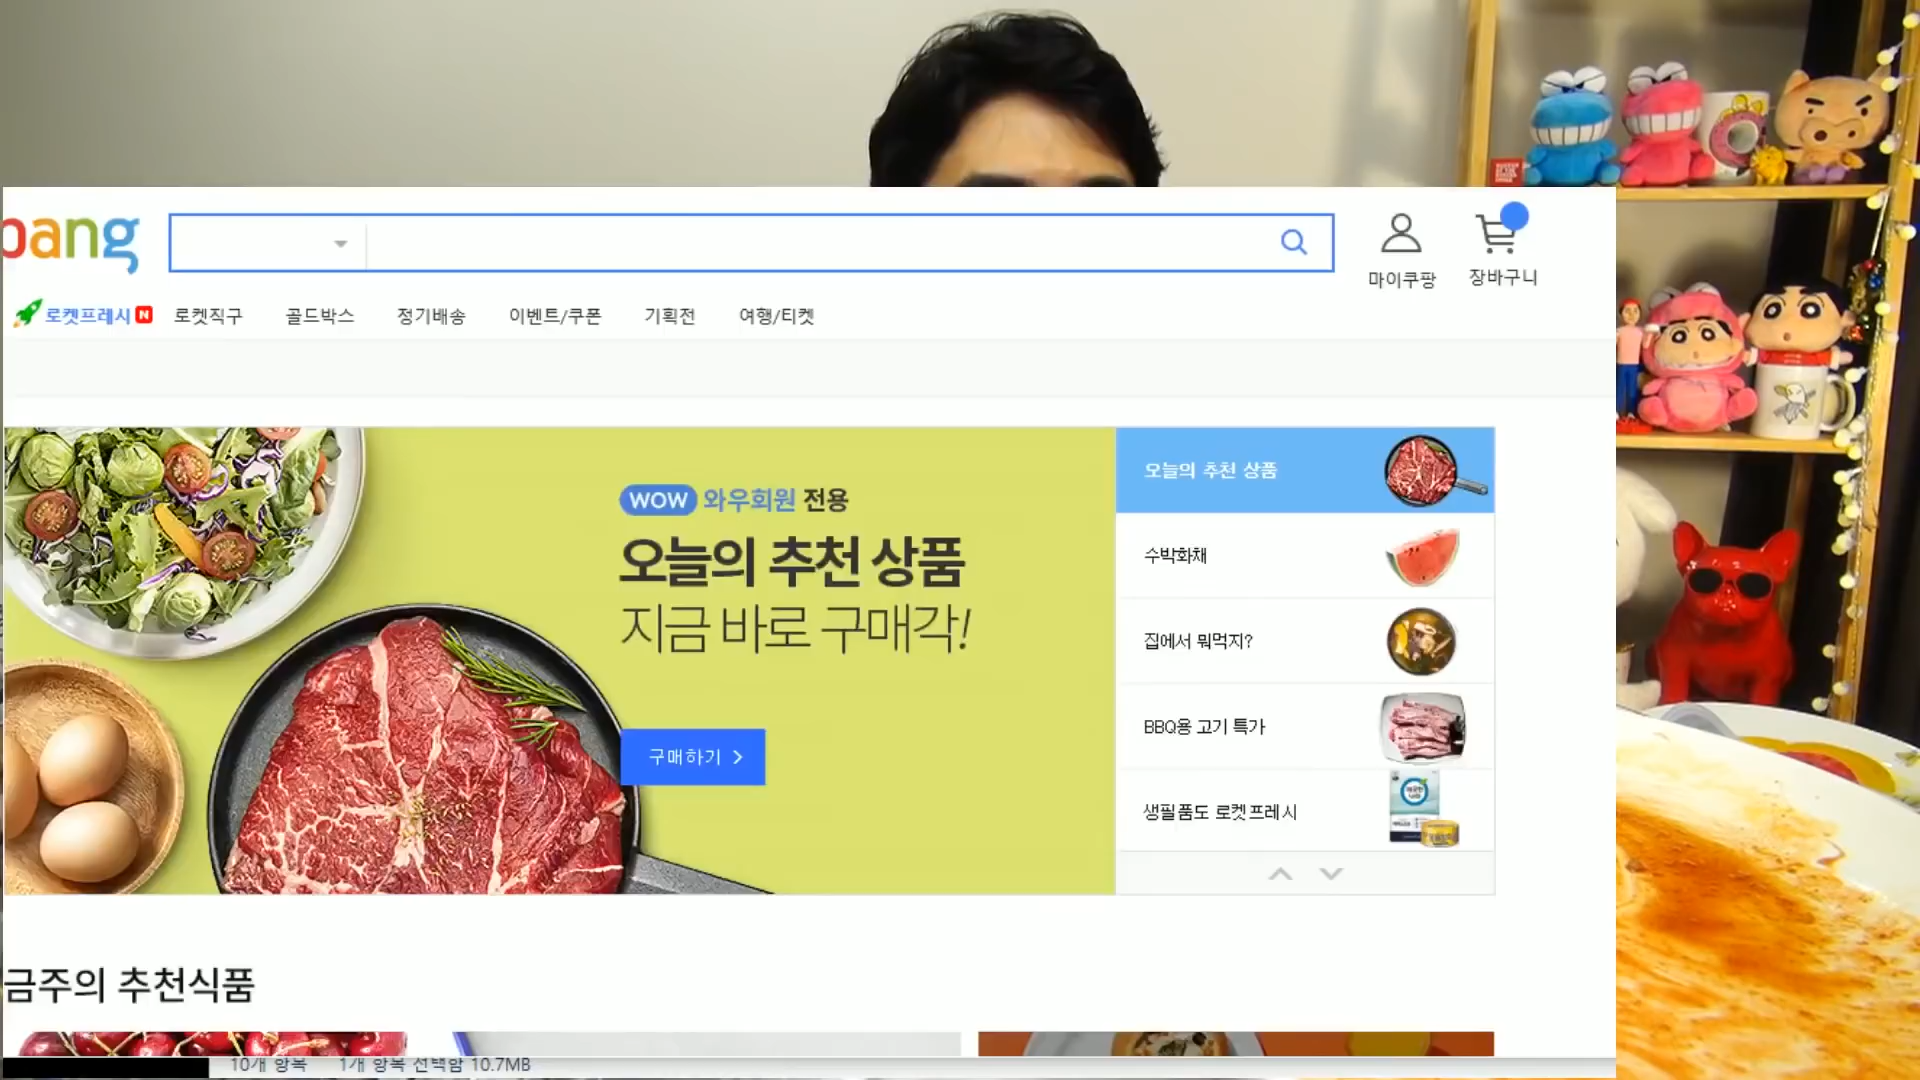 pang
마이쿠팡
장바구니
로켓프레시 N
로켓직구
골드박스
정기배송
이벤트/쿠폰
기획전
여행/티켓
WOW 와우회원 전용
오늘의 추천 상품
지금 바로 구매각!
구매하기
오늘의 추천 상품
수박화채
집에서 뭐먹지?
BBQ용 고기 특가
생필품도 로켓프레시
금주의 추천식품
10개 항목 1개 항목 선택함 10.7MB